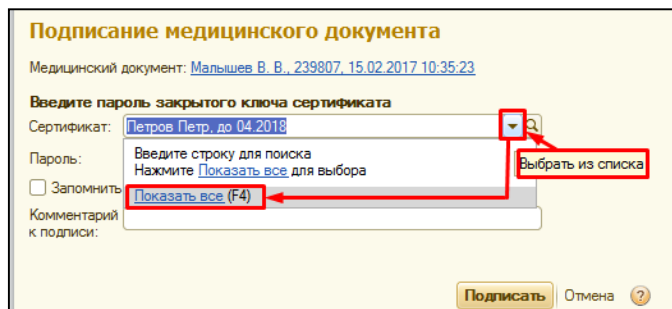 Подписание медицинского документа
Медицинский документ: Малышев В. В., 239807, 15.02.2017 10:35:23
Введите пароль закрытого ключа сертификата
Сертификат: Петров Петр, до 04.2018
Пароль:
Введите строку для поиска
Нажмите Показать все для выбора
Выбрать из списка
Запомнить
Показать все (F4)
Комментарий
к подписи:
Подписать Отмена ?